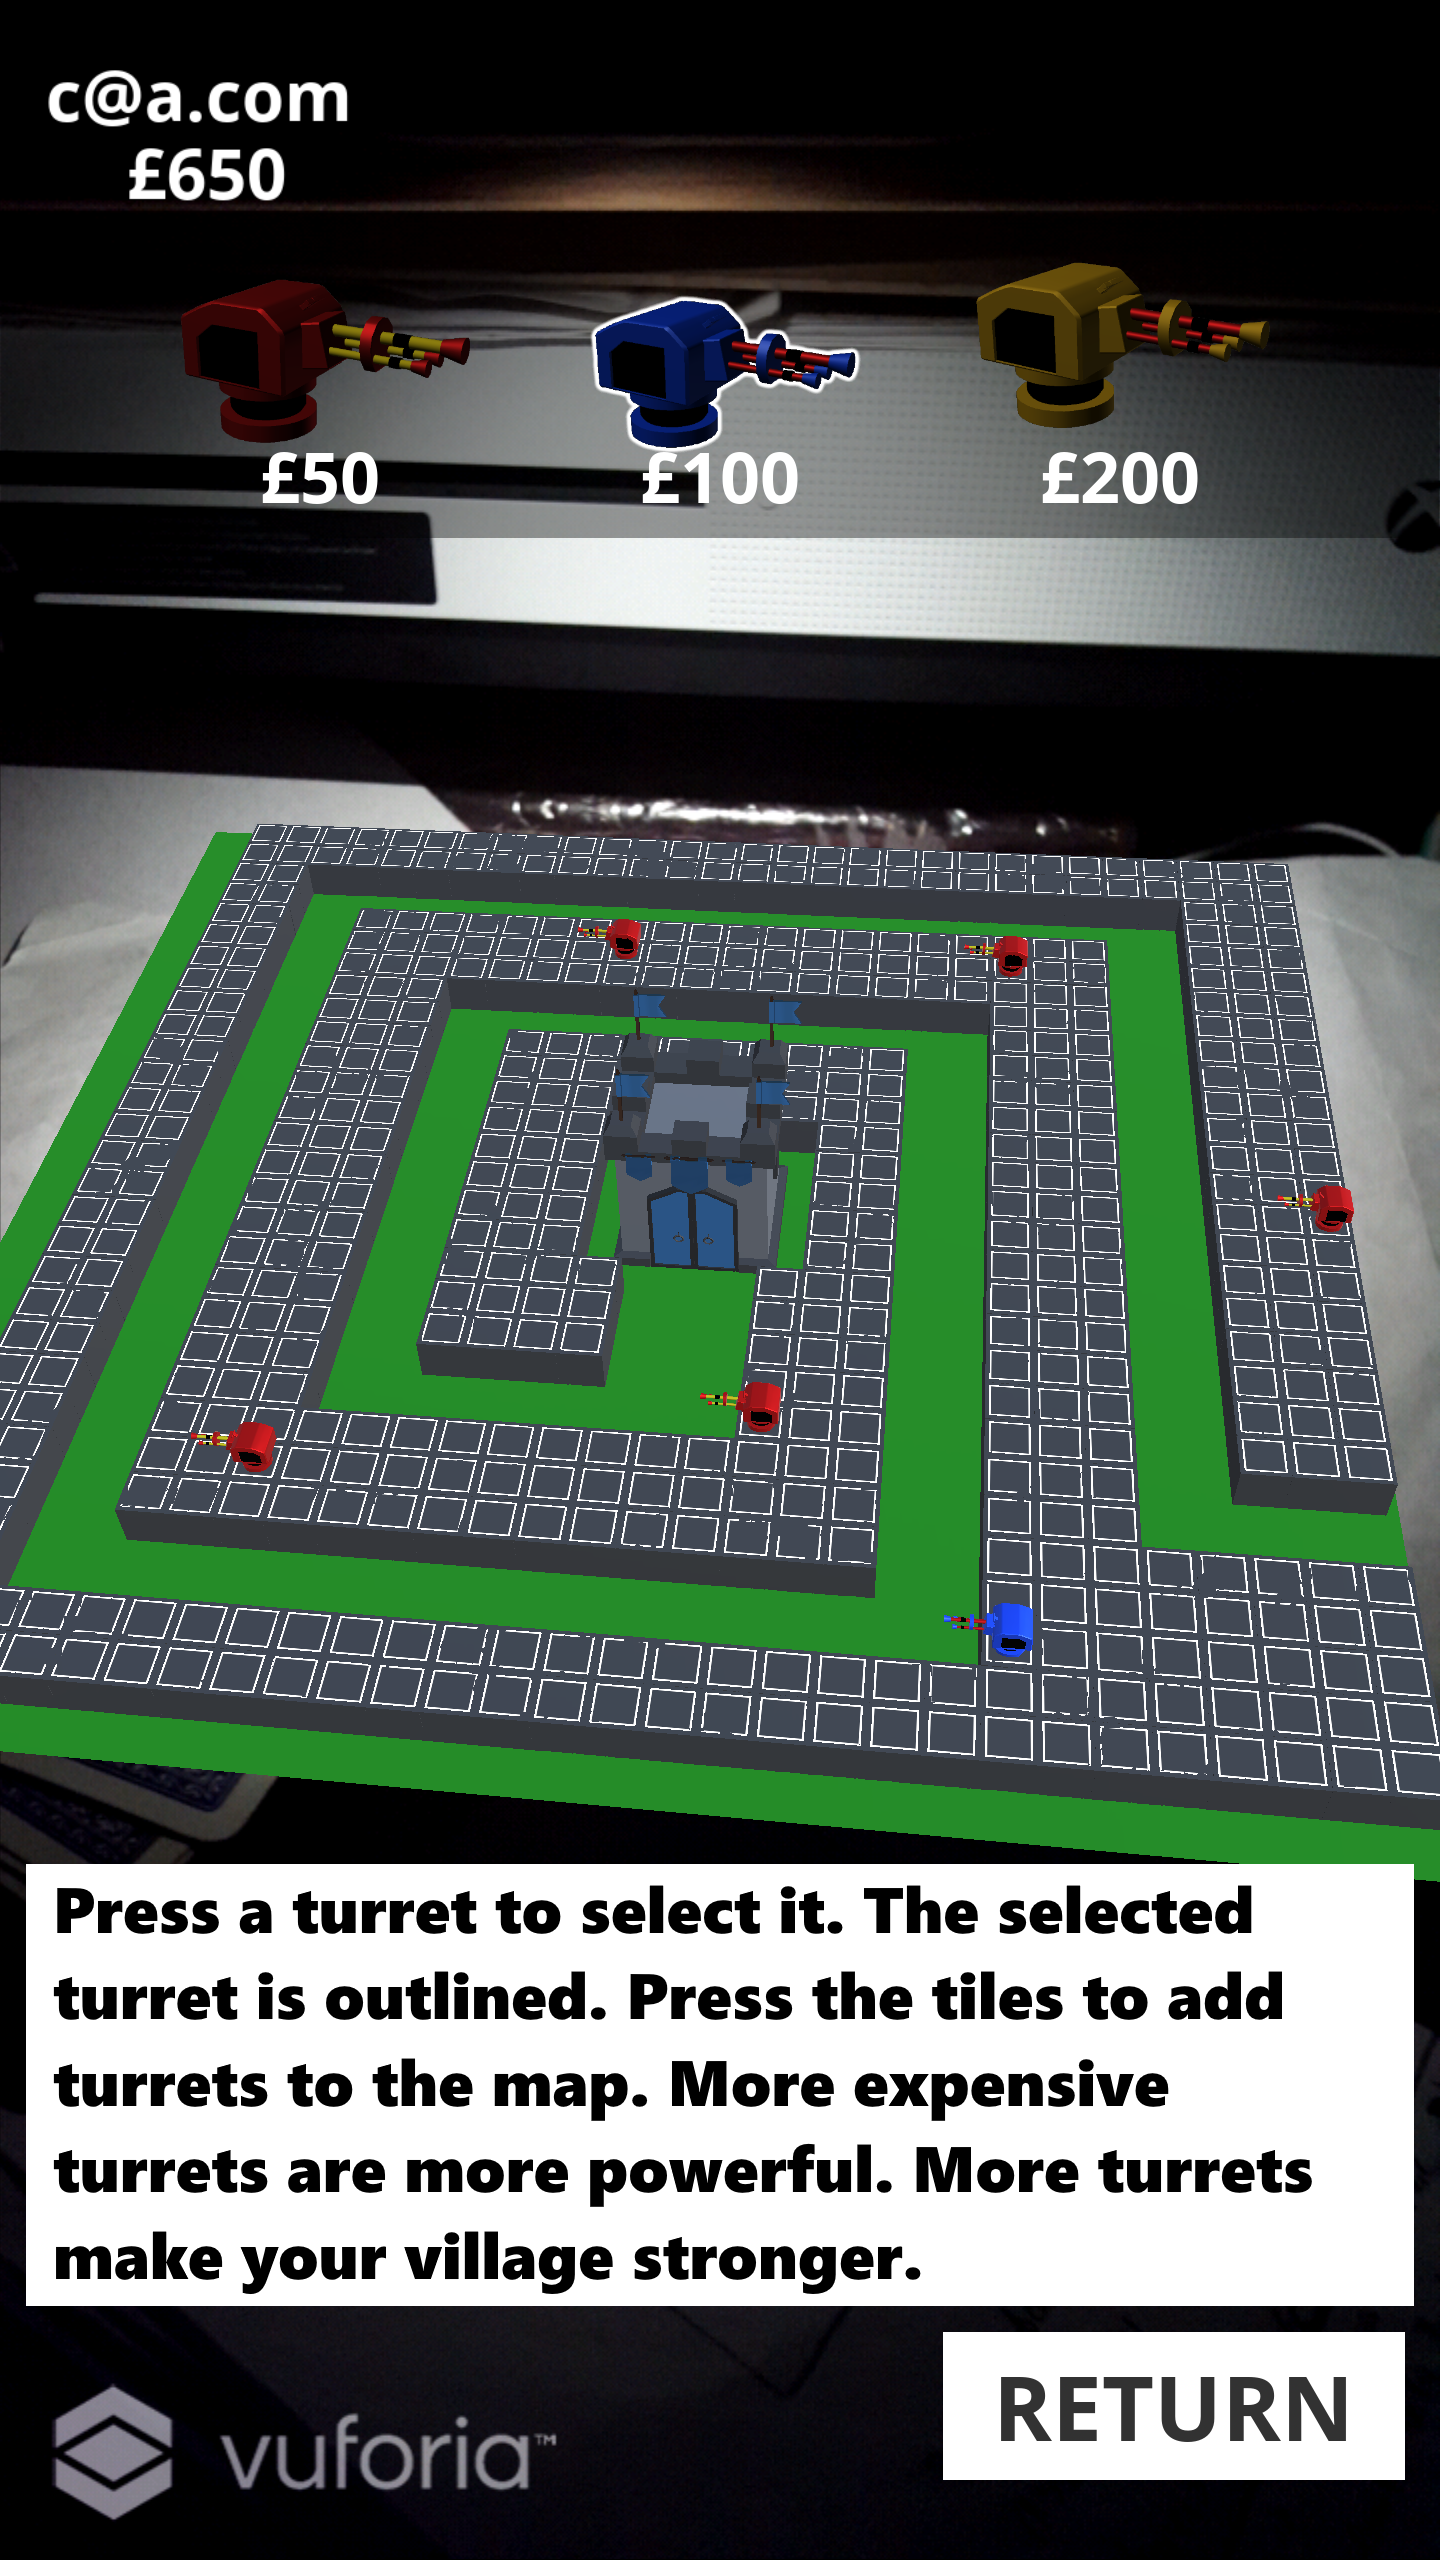 c@a.com
£650
£50 £100 £200
Press a turret to select it. The selected
turret is outlined. Press the tiles to add
turrets to the map. More expensive
turrets are more powerful. More turrets
make your village stronger.
RETURN
vuforia™